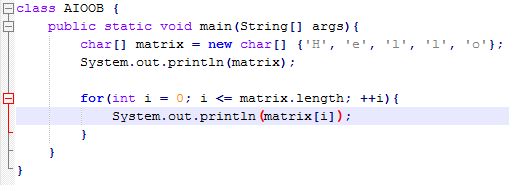 class AIOOB {
    public static void main(String[] args){
        char[] matrix = new char[] {'H', 'e', 'l', 'l', 'o'};
        System.out.println(matrix);

        for(int i = 0; i <= matrix.length; ++i){
            System.out.println(matrix[i]);
        }
    }
}